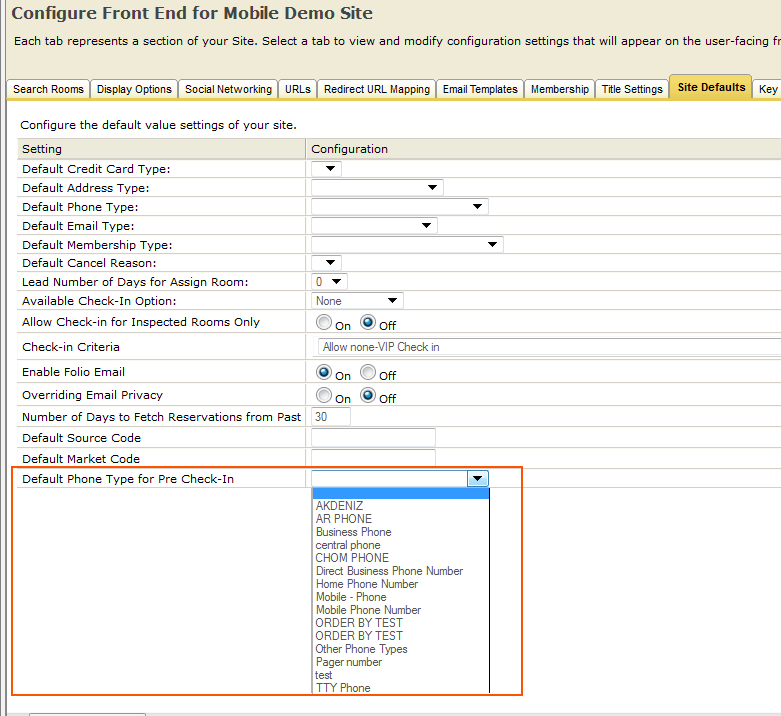 Configure Front End for Mobile Demo Site
Each tab represents a section of your Site. Select a tab to view and modify configuration settings that will appear on the user-facing
Search Rooms Display Options Social Networking URLs Redirect URL Mapping Email Templates Membership Title Settings Site Defaults Key
Configure the default value settings of your site.
Setting Configuration
Default Credit Card Type:
Default Address Type:
Default Phone Type:
Default Email Type:
Default Membership Type:
Default Cancel Reason:
Lead Number of Days for Assign Room: 0
Available Check-In Option: None
Allow Check-in for Inspected Rooms Only On Off
Check-in Criteria Allow none-VIP Check in
Enable Folio Email On Off
Overriding Email Privacy On Off
Number of Days to Fetch Reservations from Past 30
Default Source Code
Default Market Code
Default Phone Type for Pre Check-In
AKDENIZ
AR PHONE
Business Phone
central phone
CHOM PHONE
Direct Business Phone Number
Home Phone Number
Mobile - Phone
Mobile Phone Number
ORDER BY TEST
ORDER BY TEST
Other Phone Types
Pager number
test
TTY Phone